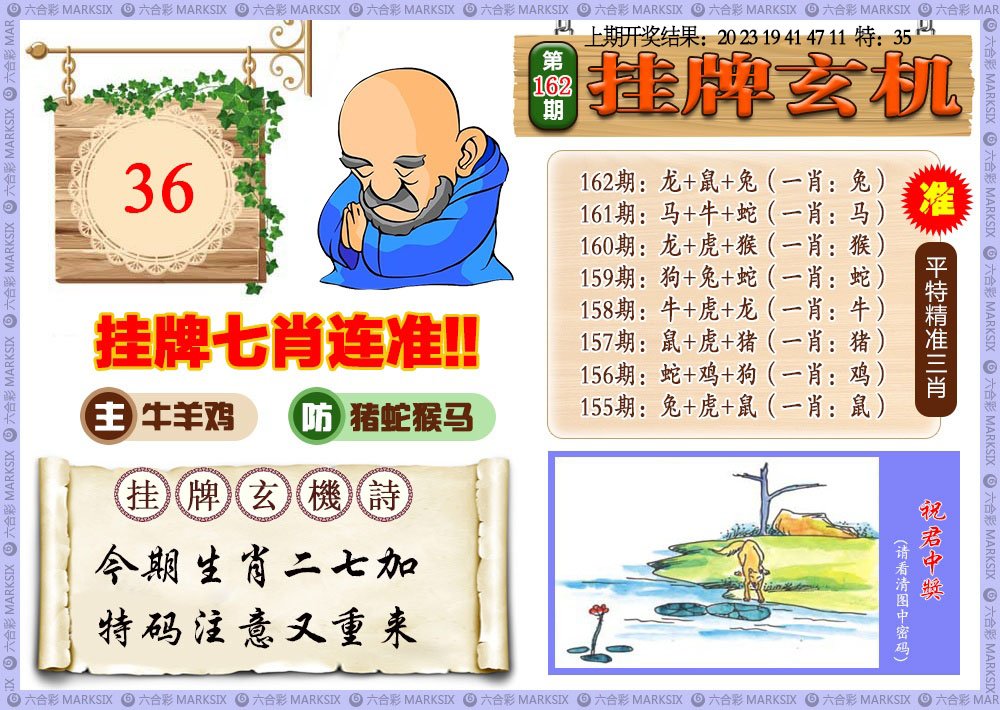 六合彩 MARKSIX
上期开奖结果：20 23 19 41 47 11 特：35
第162期
挂牌玄机
36
挂牌七肖连准!!
主 牛羊鸡
防 猪蛇猴马
挂牌玄機詩
今期生肖二七加
特码注意又重来
162期：龙+鼠+兔（一肖：兔）
161期：马+牛+蛇（一肖：马）
160期：龙+虎+猴（一肖：猴）
159期：狗+兔+蛇（一肖：蛇）
158期：牛+虎+龙（一肖：牛）
157期：鼠+虎+猪（一肖：猪）
156期：蛇+鸡+狗（一肖：鸡）
155期：兔+虎+鼠（一肖：鼠）
准
平特精准三肖
祝君中獎
（请看清图中密码）